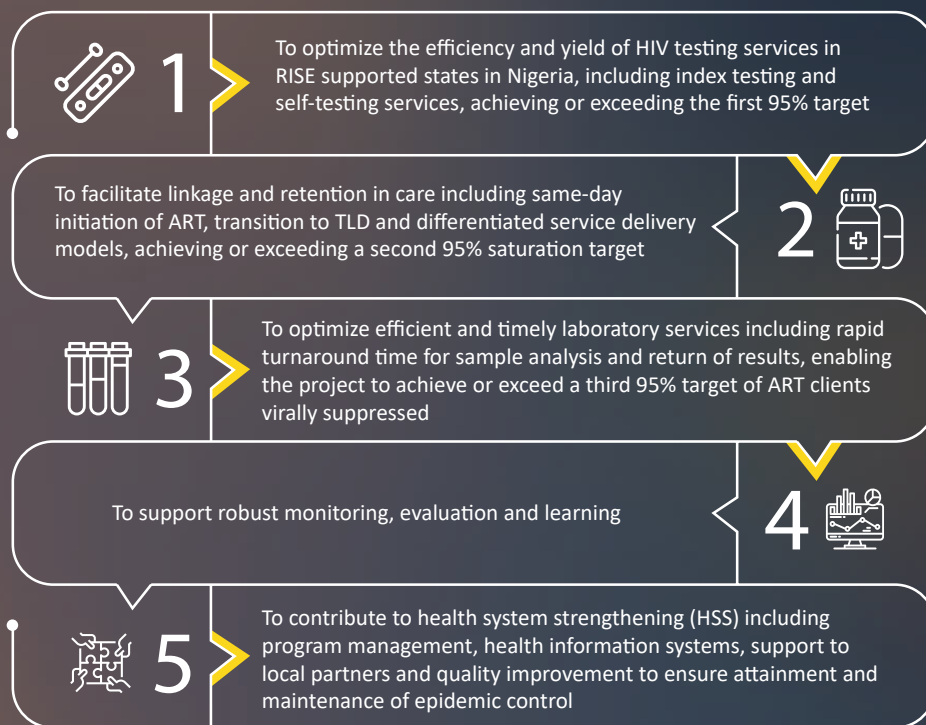 1
To optimize the efficiency and yield of HIV testing services in
RISE supported states in Nigeria, including index testing and
self-testing services, achieving or exceeding the first 95% target
To facilitate linkage and retention in care including same-day
initiation of ART, transition to TLD and differentiated service delivery
models, achieving or exceeding a second 95% saturation target
2
3
To optimize efficient and timely laboratory services including rapid
turnaround time for sample analysis and return of results, enabling
the project to achieve or exceed a third 95% target of ART clients
virally suppressed
To support robust monitoring, evaluation and learning
4
5
To contribute to health system strengthening (HSS) including
program management, health information systems, support to
local partners and quality improvement to ensure attainment and
maintenance of epidemic control